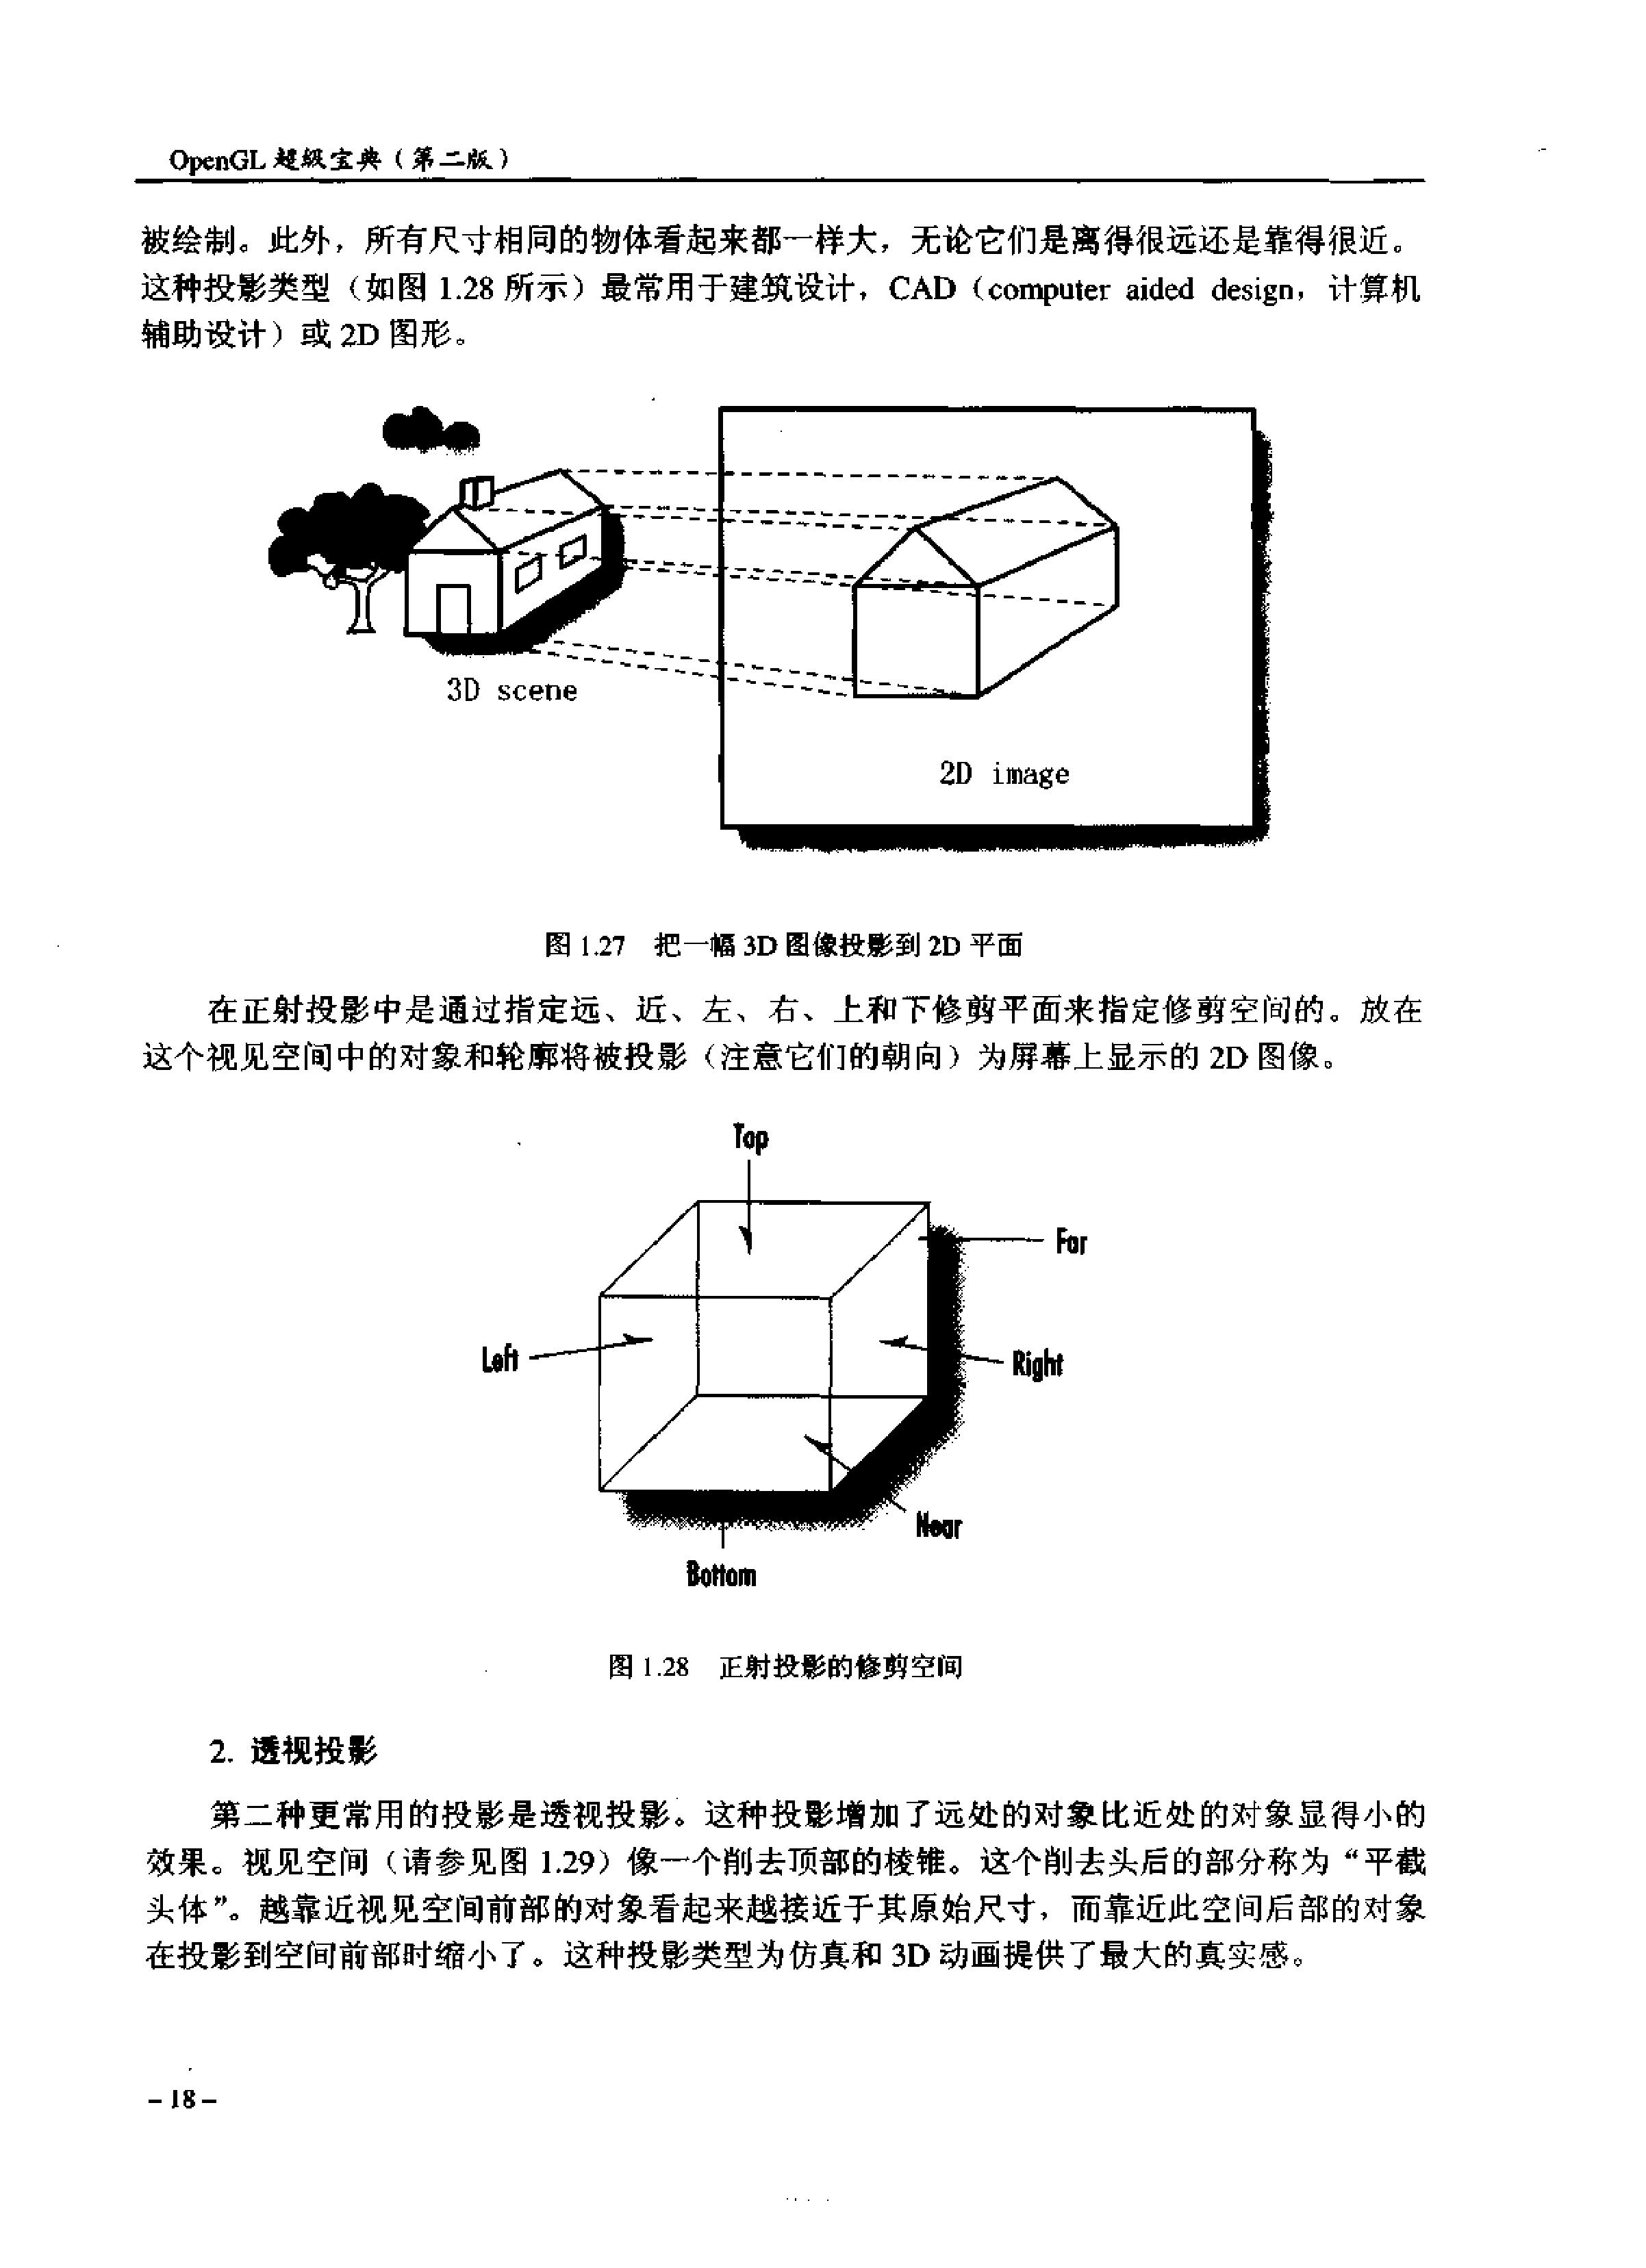 OpenGL 超级宝典（第二版）
被绘制。此外，所有尺寸相同的物体看起来都一样大，无论它们是离得很远还是靠得很近。
这种投影类型（如图 1.28 所示）最常用于建筑设计，CAD（computer aided design，计算机
辅助设计）或 2D 图形。
3D scene
2D image
图 1.27 把一幅 3D 图像投影到 2D 平面
在正射投影中是通过指定远、近、左、右、上和下修剪平面来指定修剪空间的。放在
这个视见空间中的对象和轮廓将被投影（注意它们的朝向）为屏幕上显示的 2D 图像。
Top
Far
Left
Right
Near
Bottom
图 1.28 正射投影的修剪空间
2. 透视投影
第二种更常用的投影是透视投影。这种投影增加了远处的对象比近处的对象显得小的
效果。视见空间（请参见图 1.29）像一个削去顶部的棱锥。这个削去头后的部分称为“平截
头体”。越靠近视见空间前部的对象看起来越接近于其原始尺寸，而靠近此空间后部的对象
在投影到空间前部时缩小了。这种投影类型为仿真和 3D 动画提供了最大的真实感。
– 18 –